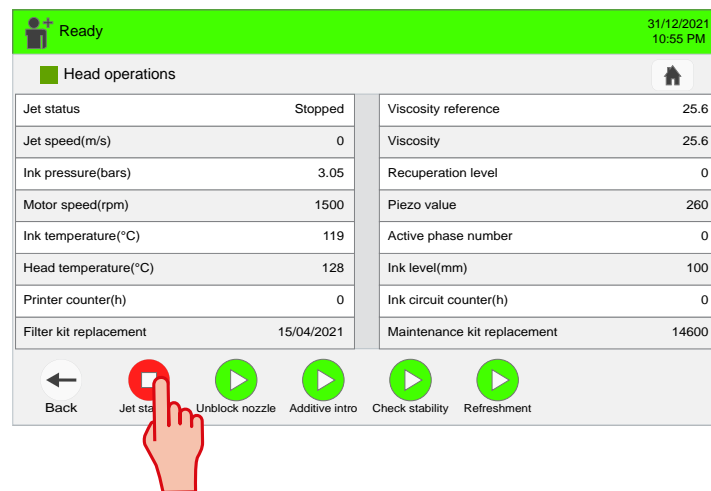 Ready
31/12/2021
10:55 PM
Head operations
Jet status Stopped
Jet speed(m/s) 0
Ink pressure(bars) 3.05
Motor speed(rpm) 1500
Ink temperature(°C) 119
Head temperature(°C) 128
Printer counter(h) 0
Filter kit replacement 15/04/2021
Viscosity reference 25.6
Viscosity 25.6
Recuperation level 0
Piezo value 260
Active phase number 0
Ink level(mm) 100
Ink circuit counter(h) 0
Maintenance kit replacement 14600
Back
Jet
Unblock nozzle
Additive intro
Check stability
Refreshment